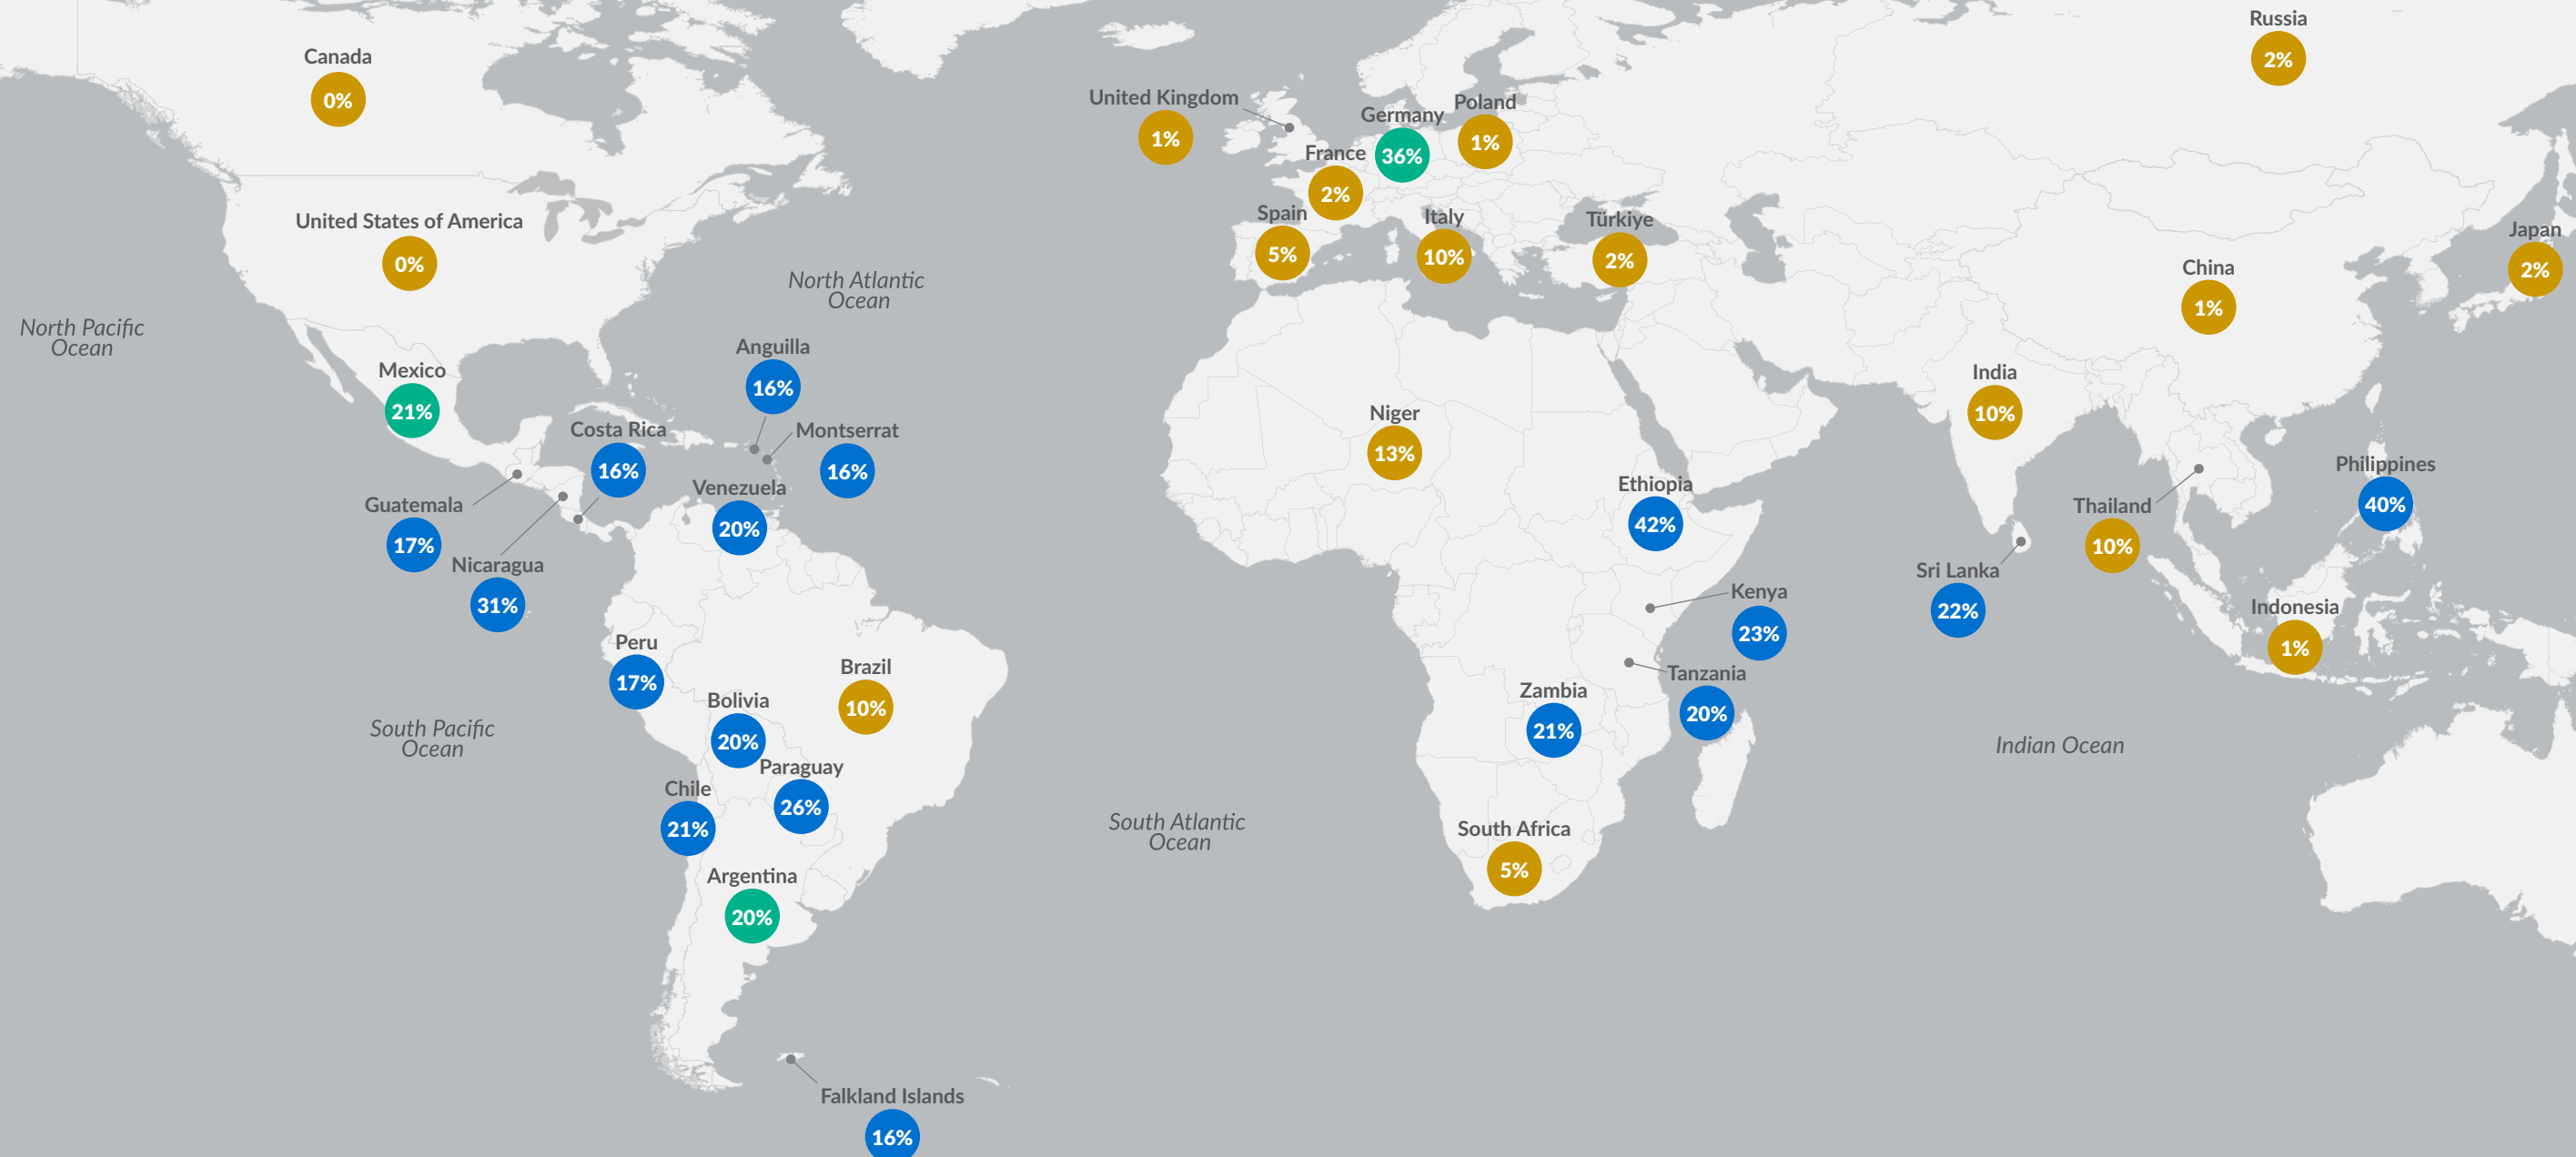 Russia
2%
Canada
0%
United Kingdom
1%
Germany
36%
Poland
1%
France
2%
Spain
5%
Italy
10%
Türkiye
2%
United States of America
0%
Japan
2%
China
1%
North Atlantic
Ocean
North Pacific
Ocean
Anguilla
16%
Mexico
21%
India
10%
Niger
13%
Costa Rica
16%
Montserrat
16%
Philippines
40%
Venezuela
20%
Ethiopia
42%
Guatemala
17%
Thailand
10%
Nicaragua
31%
Sri Lanka
22%
Kenya
23%
Indonesia
1%
Peru
17%
Brazil
10%
Tanzania
20%
Zambia
21%
Bolivia
20%
South Pacific
Ocean
Indian Ocean
Paraguay
26%
Chile
21%
South Atlantic
Ocean
South Africa
5%
Argentina
20%
Falkland Islands
16%